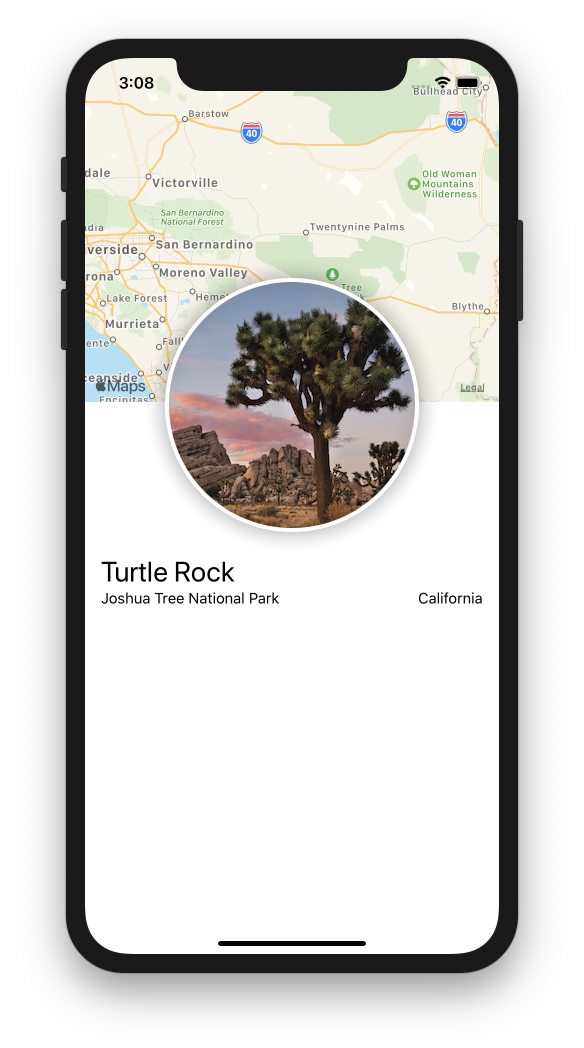 3:08
Bullhead City
Barstow
40
40
dale
Victorville
Old Woman
Mountains
Wilderness
San Bernardino
National Forest
Twentynine Palms
ndia
verside
San Bernardino
rona
Moreno Valley
Tree
Lake Forest
Hemet
Blythe
Murrieta
ente
Fall
ceanside
V
Maps
Legal
Encinitas
Turtle Rock
Joshua Tree National Park
California